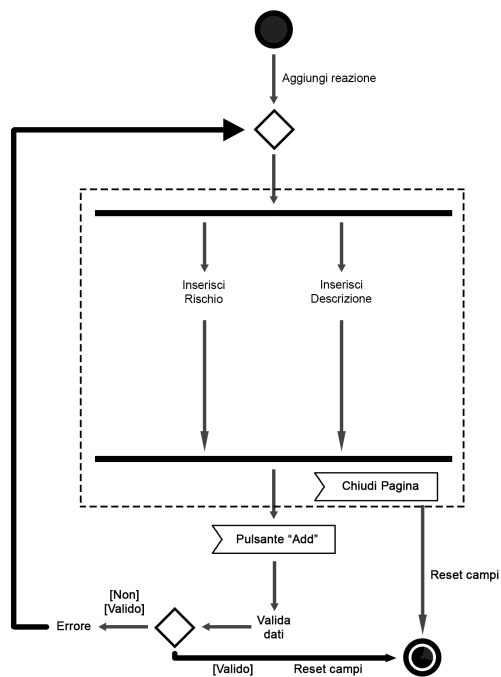 Aggiungi reazione
Inserisci
Rischio
Inserisci
Descrizione
Chiudi Pagina
Pulsante “Add”
Reset campi
[Non]
[Valido]
Errore
Valida
dati
[Valido]
Reset campi